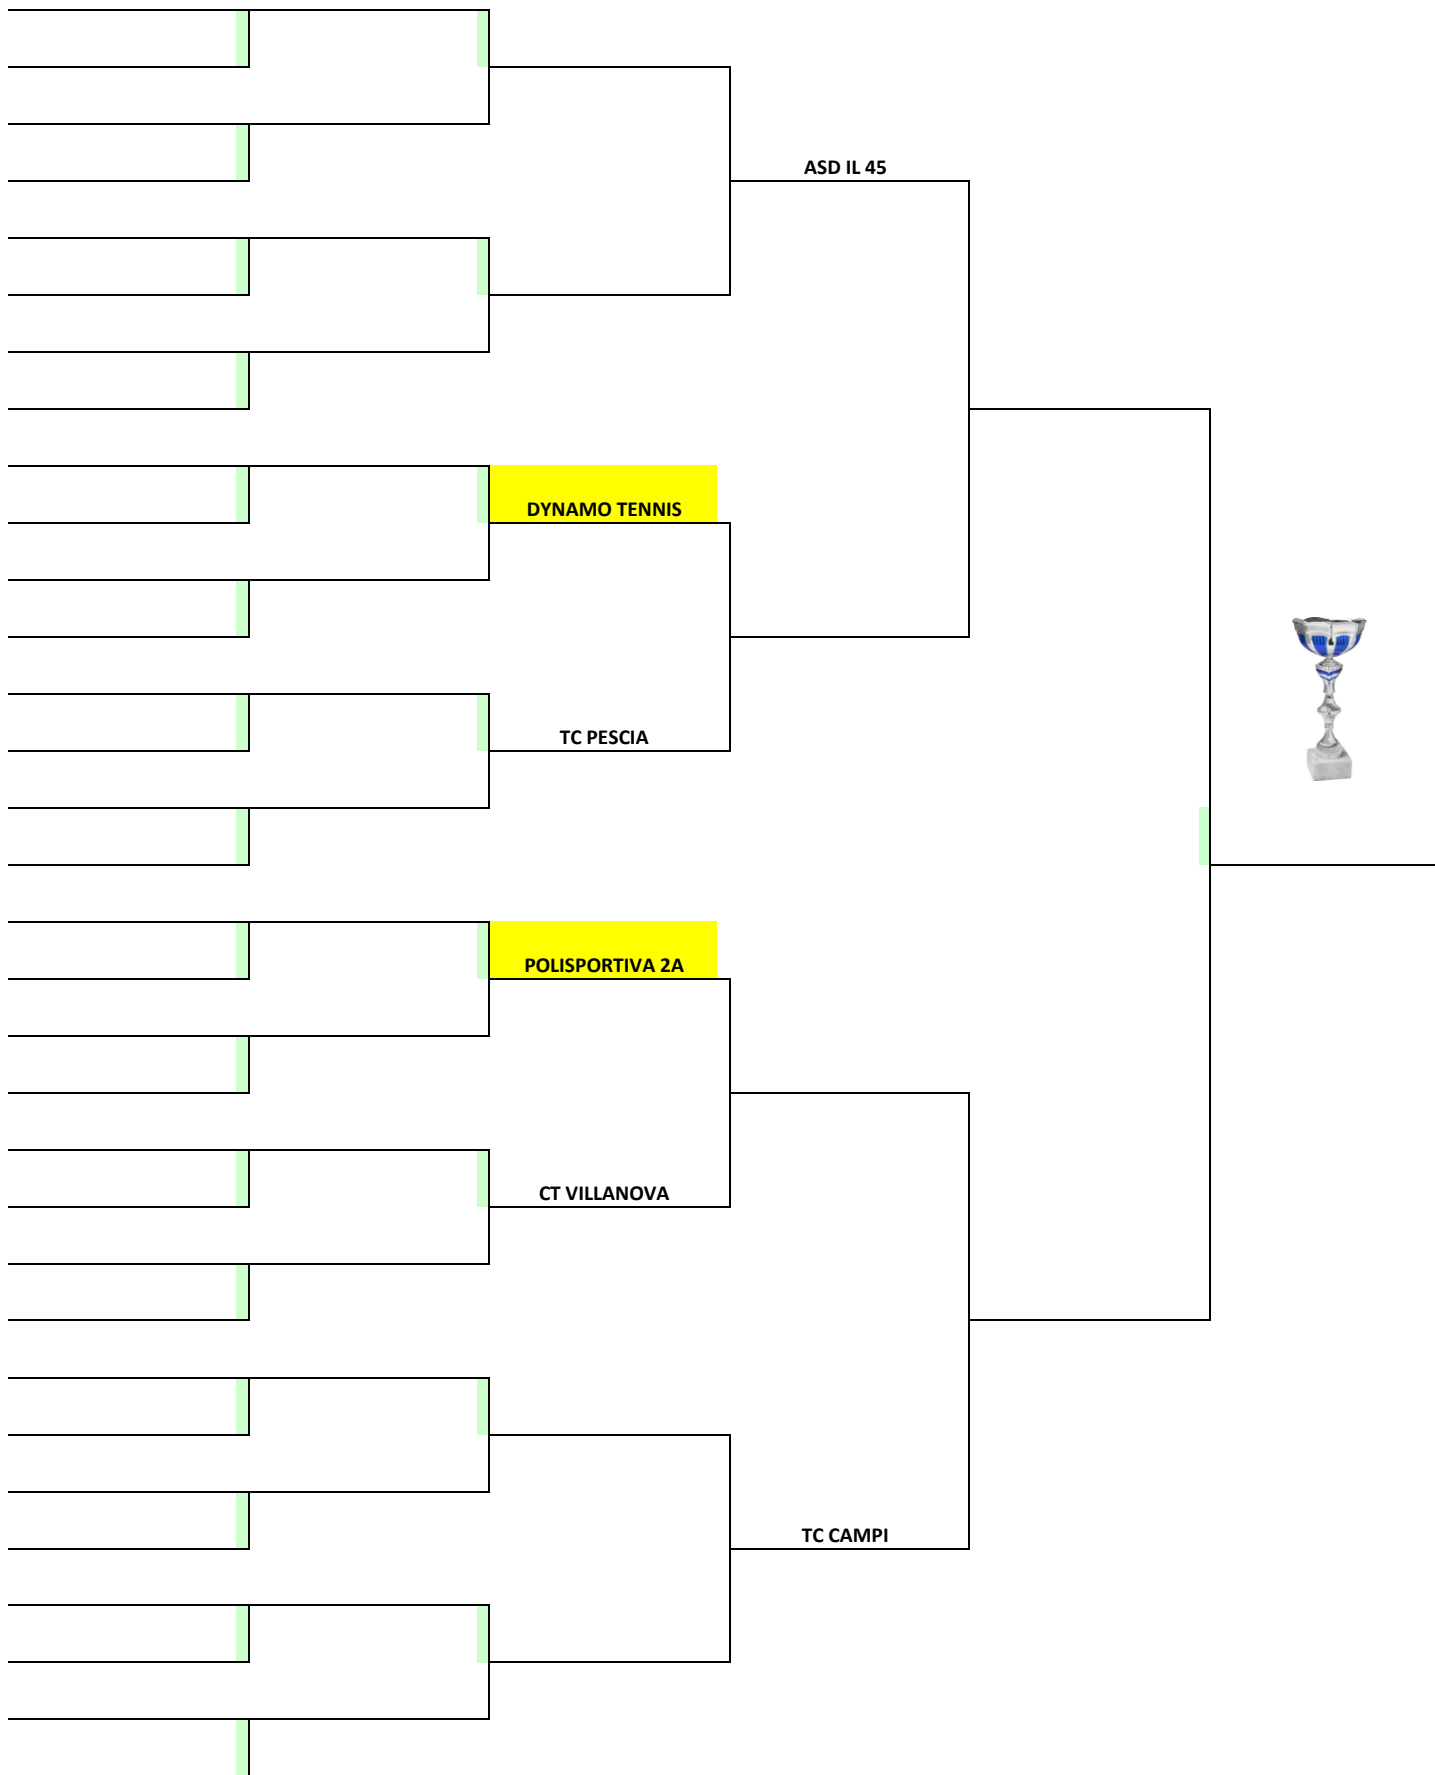 ASD IL 45
DYNAMO TENNIS
TC PESCIA
POLISPORTIVA 2A
CT VILLANOVA
TC CAMPI